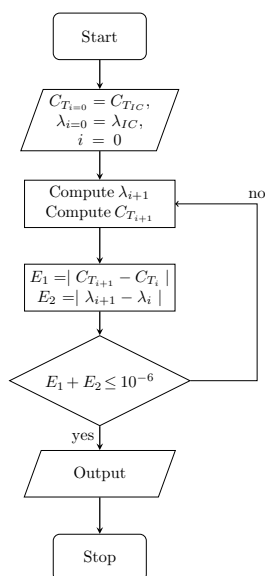 Start
C_{T_{i=0}} = C_{T_{IC}},
λ_{i=0} = λ_{IC},
i = 0
Compute λ_{i+1}
Compute C_{T_{i+1}}
no
E_1 =| C_{T_{i+1}} − C_{T_i} |
E_2 =| λ_{i+1} − λ_i |
E_1 + E_2 ≤ 10^{−6}
yes
Output
Stop